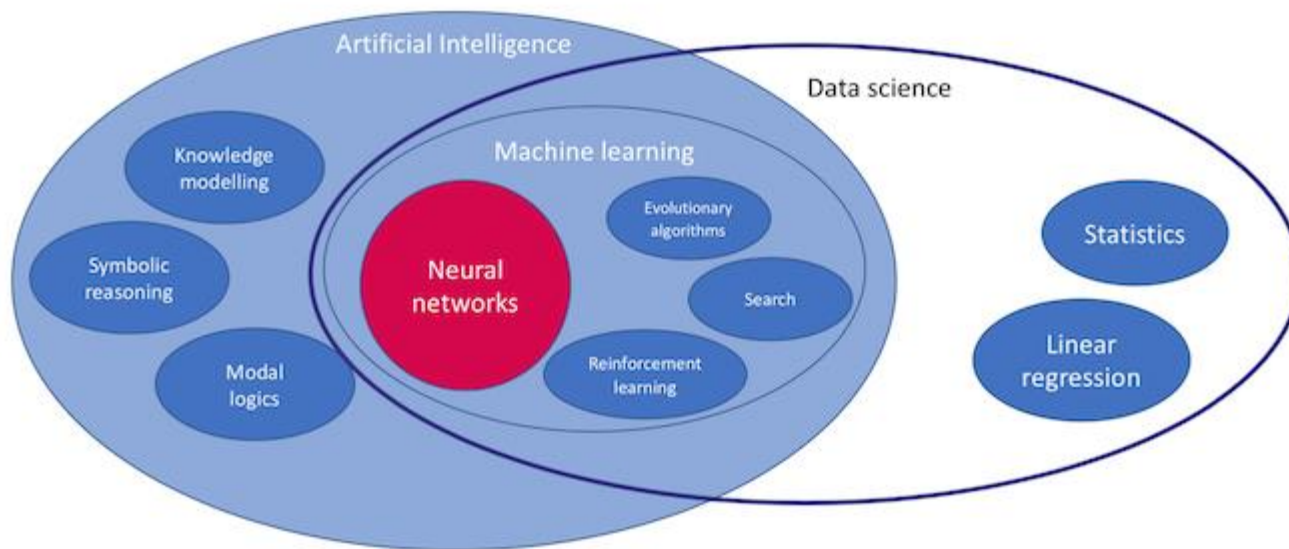 Artificial Intelligence
Data science
Knowledge
modelling
Machine learning
Symbolic
reasoning
Modal
logics
Neural
networks
Evolutionary
algorithms
Search
Reinforcement
learning
Statistics
Linear
regression